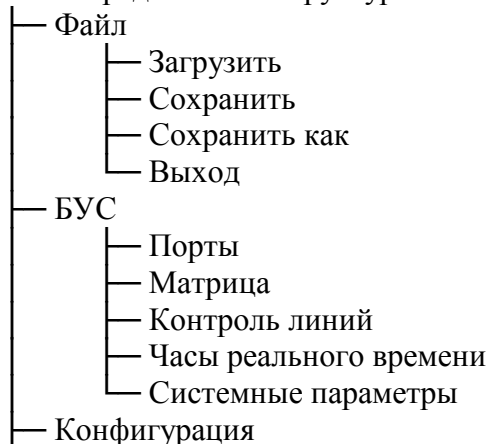 Файл
Загрузить
Сохранить
Сохранить как
Выход
БУС
Порты
Матрица
Контроль линий
Часы реального времени
Системные параметры
Конфигурация